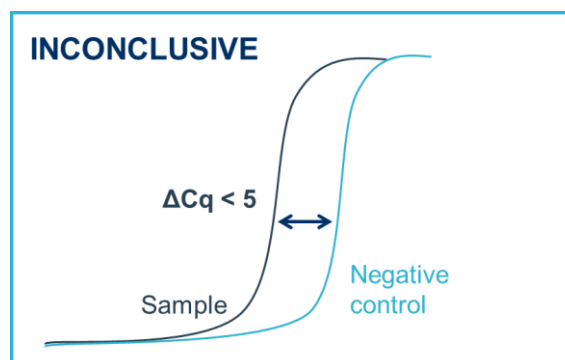 INCONCLUSIVE
ΔCq < 5
Sample
Negative
control